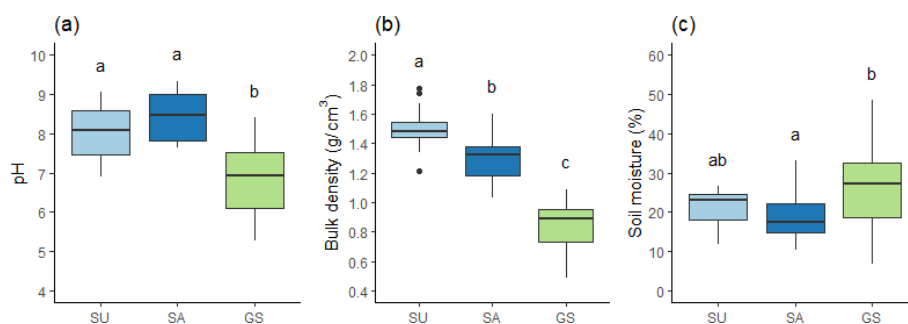 (a)
pH
10
9
8
7
6
5
4
a
a
b
SU
SA
GS
(b)
Bulk density (g/cm³)
2.0
1.8
1.6
1.4
1.2
1.0
0.8
0.6
0.4
a
b
c
SU
SA
GS
(c)
Soil moisture (%)
60
50
40
30
20
10
0
ab
a
b
SU
SA
GS